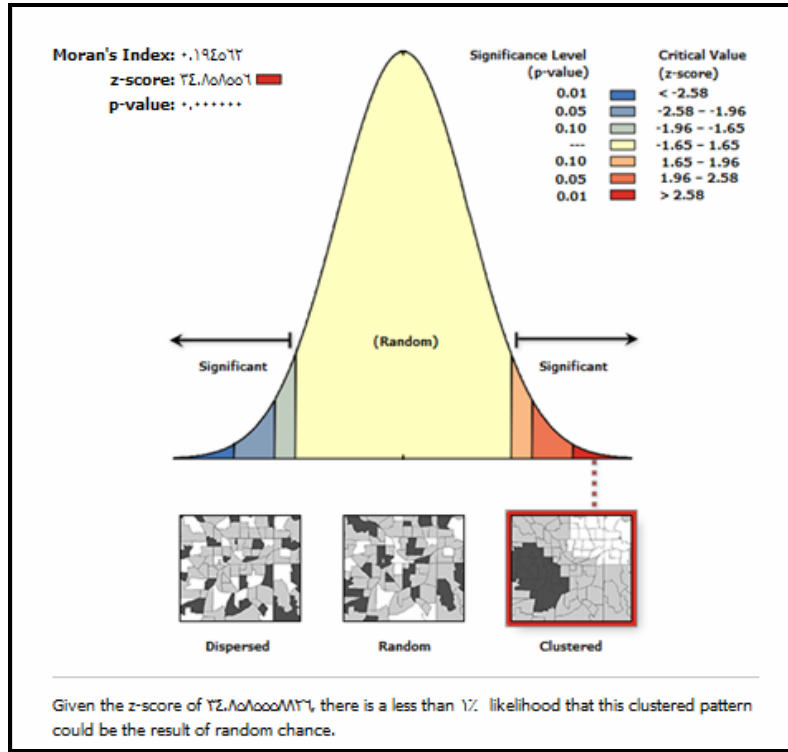 Moran's Index: ٠.١٩٤٥٦٢
z-score: ٣٤.٨٥٨٥٥٦
p-value: ٠.٠٠٠٠٠٠
Significance Level (p-value) Critical Value (z-score)
0.01 < -2.58
0.05 -2.58 – -1.96
0.10 -1.96 – -1.65
--- -1.65 – 1.65
0.10 1.65 – 1.96
0.05 1.96 – 2.58
0.01 > 2.58
Significant (Random) Significant
Dispersed Random Clustered
Given the z-score of there is a less than ١٪ likelihood that this clustered pattern
could be the result of random chance.